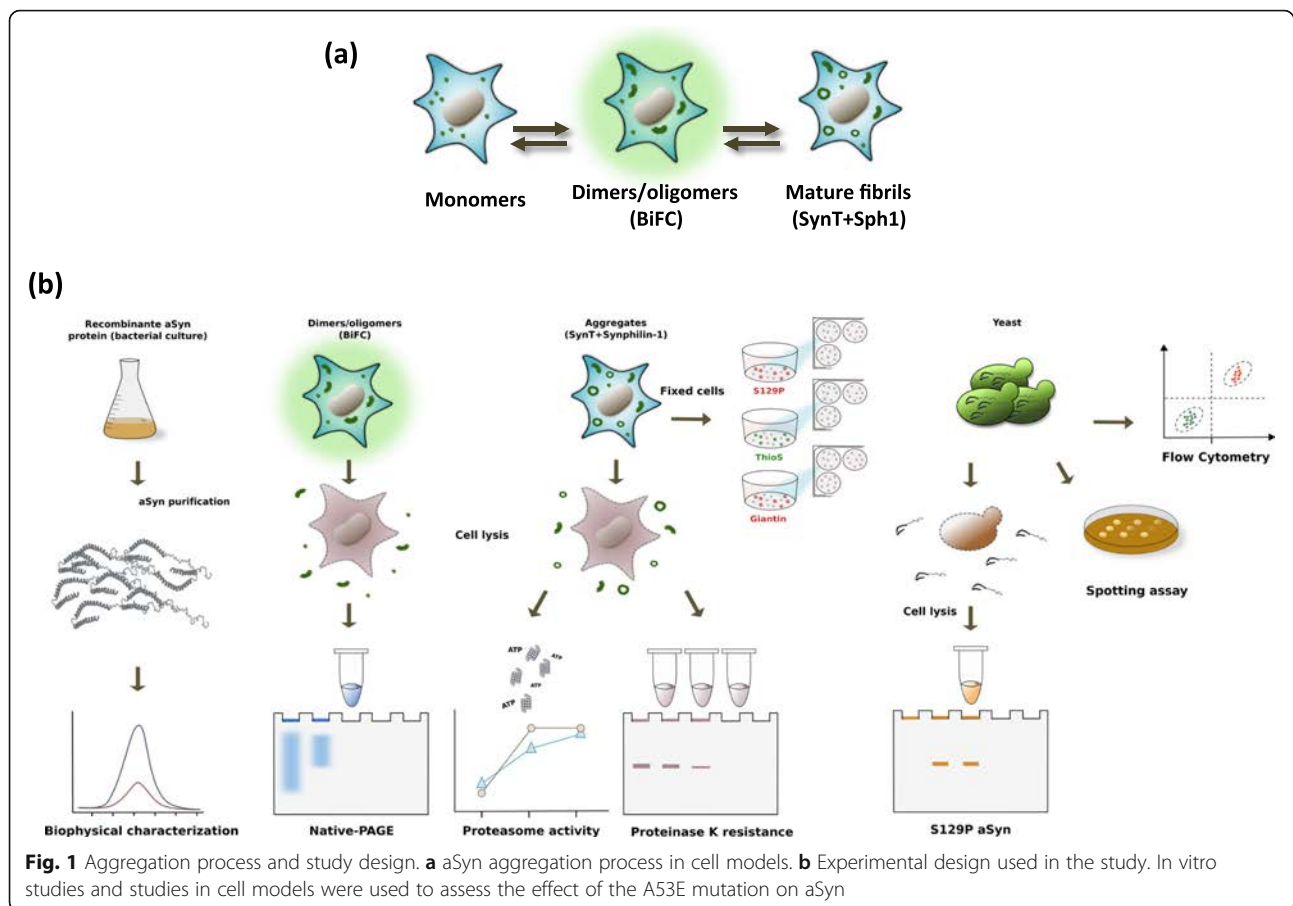 (a)
Monomers
Dimers/oligomers
(BiFC)
Mature fibrils
(SynT+Sph1)
(b)
Recombinante aSyn
protein (bacterial culture)
aSyn purification
Biophysical characterization
Dimers/oligomers
(BiFC)
Cell lysis
Native-PAGE
Aggregates
(SynT+Synphilin-1)
Fixed cells
S129P
ThioS
Giantin
ATP
ATP
ATP
ATP
Proteasome activity
Proteinase K resistance
Yeast
Flow Cytometry
Cell lysis
Spotting assay
S129P aSyn
Fig. 1 Aggregation process and study design. a aSyn aggregation process in cell models. b Experimental design used in the study. In vitro
studies and studies in cell models were used to assess the effect of the A53E mutation on aSyn